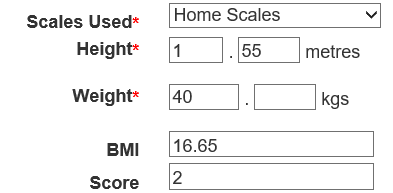 Scales Used* Home Scales
Height* 1 . 55 metres
Weight* 40 . kgs
BMI 16.65
Score 2